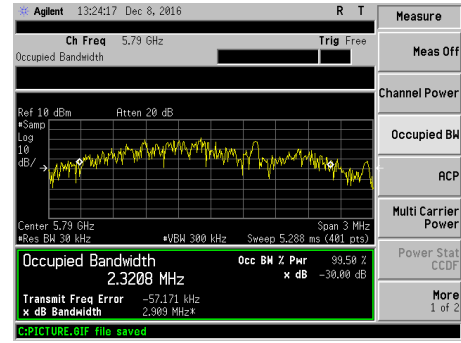 Agilent 13:24:17 Dec 8, 2016 R T
Measure
Ch Freq 5.79 GHz Trig Free
Occupied Bandwidth
Meas Off
Channel Power
Ref 10 dBm Atten 20 dB
#Samp
Log
10
dB/
Occupied BW
ACP
Multi Carrier
Power
Center 5.79 GHz Span 3 MHz
#Res BW 30 kHz #VBW 300 kHz Sweep 5.288 ms (401 pts)
Power Stat
CCDF
Occupied Bandwidth Occ BW % Pwr 99.50 %
2.3208 MHz x dB -30.00 dB
Transmit Freq Error -57.171 kHz
x dB Bandwidth 2.909 MHz*
More
1 of 2
C:PICTURE.GIF file saved